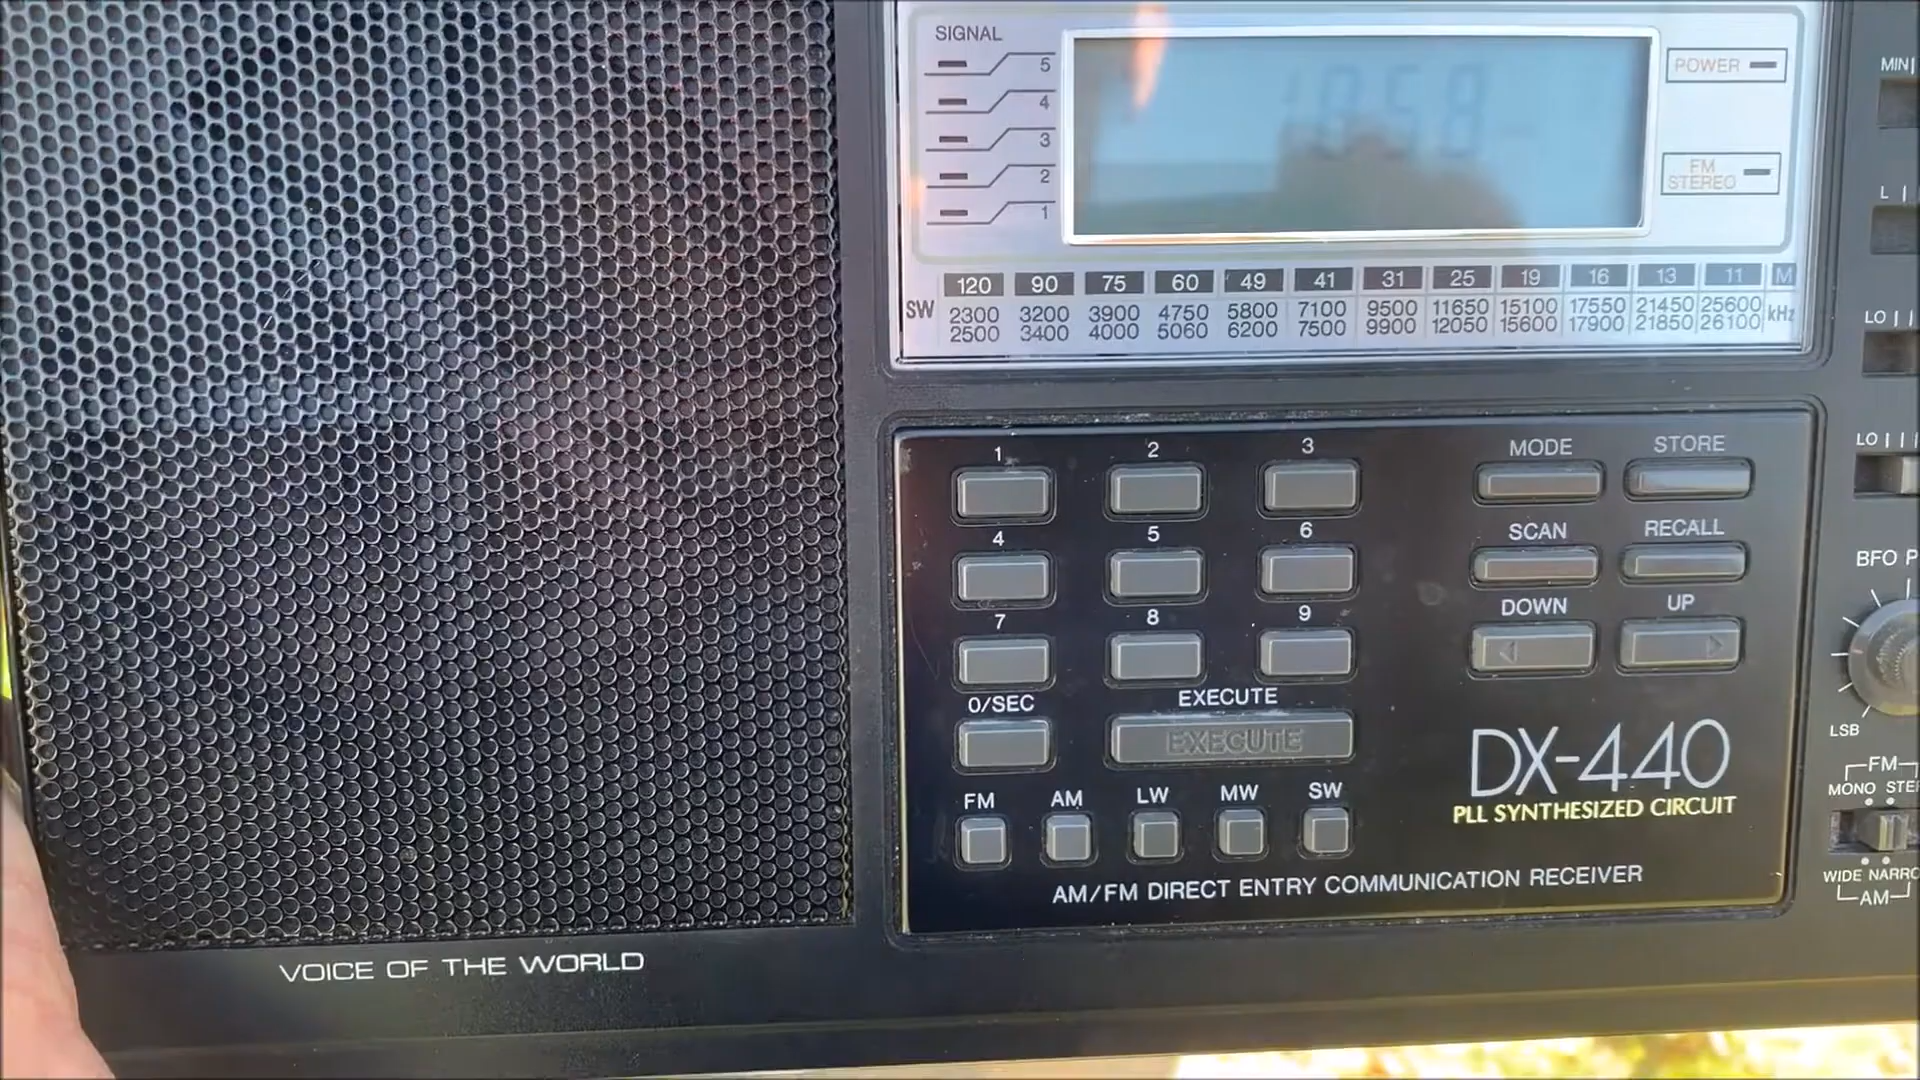 SIGNAL
5
4
3
2
1
POWER
FM
STEREO
120 90 75 60 49 41 31 25 19 16 13 11 M
SW 2300 3200 3900 4750 5800 7100 9500 11650 15100 17550 21450 25600 kHz
2500 3400 4000 5060 6200 7500 9900 12050 15600 17900 21850 26100
1 2 3 MODE STORE
4 5 6 SCAN RECALL
7 8 9 DOWN UP
0/SEC EXECUTE
EXECUTE
FM AM LW MW SW
DX-440
PLL SYNTHESIZED CIRCUIT
AM/FM DIRECT ENTRY COMMUNICATION RECEIVER
VOICE OF THE WORLD
MIN
L
LO
LO
BFO
LSB
FM
MONO
WIDE
AM